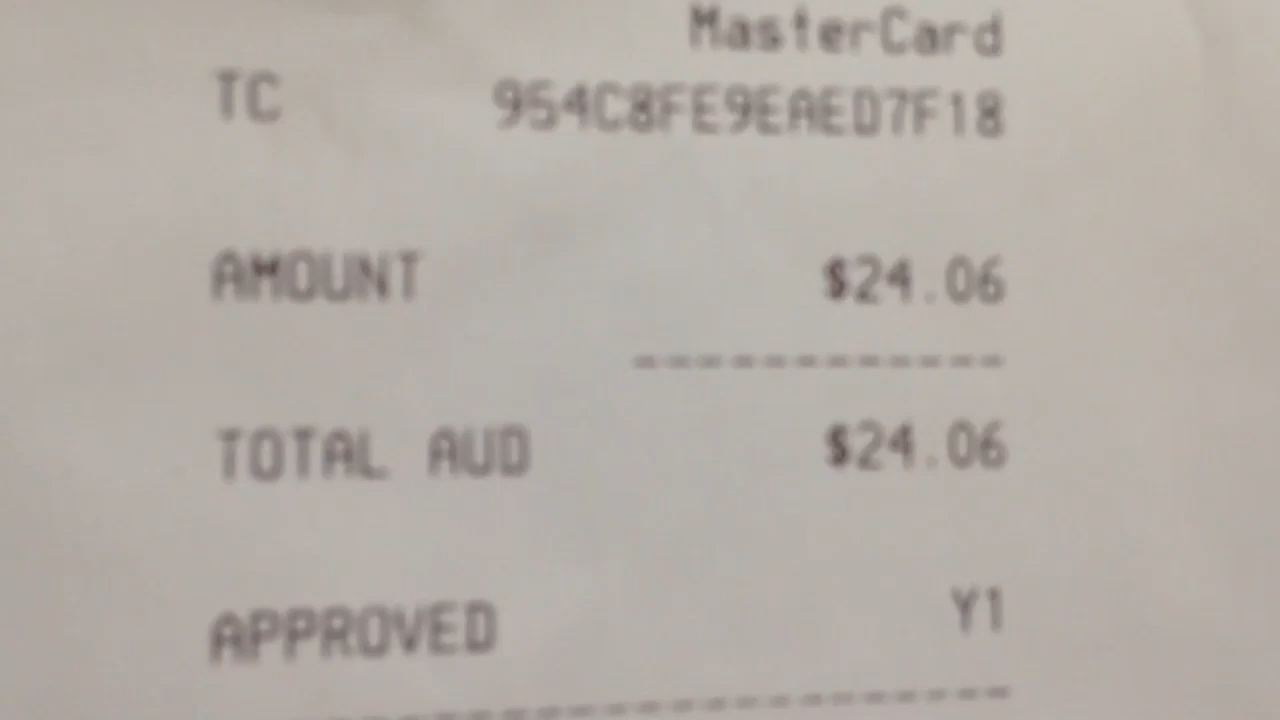 MasterCard
TC 954C8FE9EAED7F18
AMOUNT $24.06
------------
TOTAL AUD $24.06
APPROVED Y1